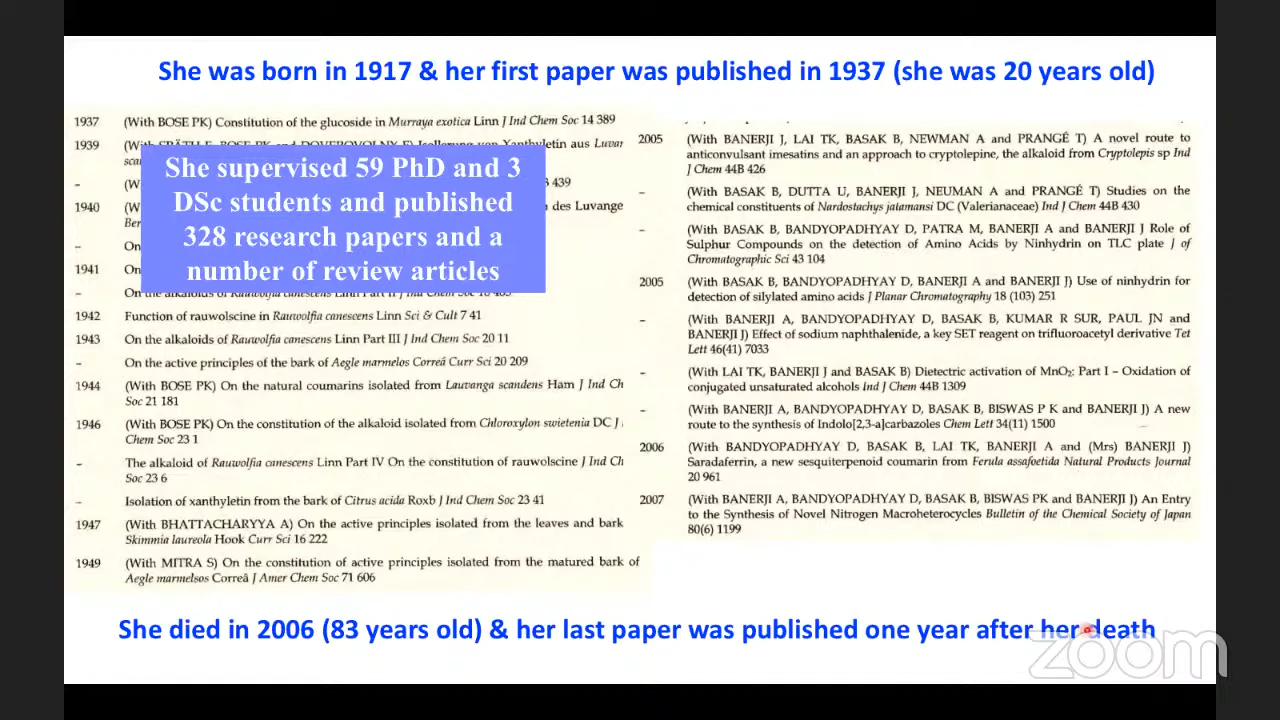 She was born in 1917 & her first paper was published in 1937 (she was 20 years old)
1937 (With BOSE PK) Constitution of the glucoside in Murraya exotica Linn J Ind Chem Soc 14 389
1939
– 439
1940 des Luvange
– On
1941 On
–
1942 Function of rauwolscine in Rauwolfia canescens Linn Sci & Cult 7 41
1943 On the alkaloids of Rauwolfia canescens Linn Part III J Ind Chem Soc 20 11
– On the active principles of the bark of Aegle marmelos Correâ Curr Sci 20 209
1944 (With BOSE PK) On the natural coumarins isolated from Lauvanga scandens Ham J Ind Ch
Soc 21 181
1946 (With BOSE PK) On the constitution of the alkaloid isolated from Chloroxylon swietenia DC J
Chem Soc 23 1
– The alkaloid of Rauwolfia canescens Linn Part IV On the constitution of rauwolscine J Ind Ch
Soc 23 6
– Isolation of xanthyletin from the bark of Citrus acida Roxb J Ind Chem Soc 23 41
1947 (With BHATTACHARYYA A) On the active principles isolated from the leaves and bark
Skimmia laureola Hook Curr Sci 16 222
1949 (With MITRA S) On the constitution of active principles isolated from the matured bark of
Aegle marmelsos Correâ J Amer Chem Soc 71 606
She supervised 59 PhD and 3
DSc students and published
328 research papers and a
number of review articles
2005 (With BANERJI J, LAI TK, BASAK B, NEWMAN A and PRANGÉ T) A novel route to
anticonvulsant imesatins and an approach to cryptolepine, the alkaloid from Cryptolepis sp Ind
J Chem 44B 426
– (With BASAK B, DUTTA U, BANERJI J, NEUMAN A and PRANGÉ T) Studies on the
chemical constituents of Nardostachys jatamansi DC (Valerianaceae) Ind J Chem 44B 430
– (With BASAK B, BANDYOPADHYAY D, PATRA M, BANERJI A and BANERJI J Role of
Sulphur Compounds on the detection of Amino Acids by Ninhydrin on TLC plate J of
Chromatographic Sci 43 104
2005 (With BASAK B, BANDYOPADHYAY D, BANERJI A and BANERJI J) Use of ninhydrin for
detection of silylated amino acids J Planar Chromatography 18 (103) 251
– (With BANERJI A, BANDYOPADHYAY D, BASAK B, KUMAR R SUR, PAUL JN and
BANERJI J) Effect of sodium naphthalenide, a key SET reagent on trifluoroacetyl derivative Tet
Lett 46(41) 7033
– (With LAI TK, BANERJI J and BASAK B) Dietectric activation of MnO₂: Part I – Oxidation of
conjugated unsaturated alcohols Ind J Chem 44B 1309
– (With BANERJI A, BANDYOPADHYAY D, BASAK B, BISWAS P K and BANERJI J) A new
route to the synthesis of Indolo[2,3-a]carbazoles Chem Lett 34(11) 1500
2006 (With BANDYOPADHYAY D, BASAK B, LAI TK, BANERJI A and (Mrs) BANERJI J)
Saradaferrin, a new sesquiterpenoid coumarin from Ferula assafoetida Natural Products Journal
20 961
2007 (With BANERJI A, BANDYOPADHYAY D, BASAK B, BISWAS PK and BANERJI J) An Entry
to the Synthesis of Novel Nitrogen Macroheterocycles Bulletin of the Chemical Society of Japan
80(6) 1199
She died in 2006 (83 years old) & her last paper was published one year after her death
zoom